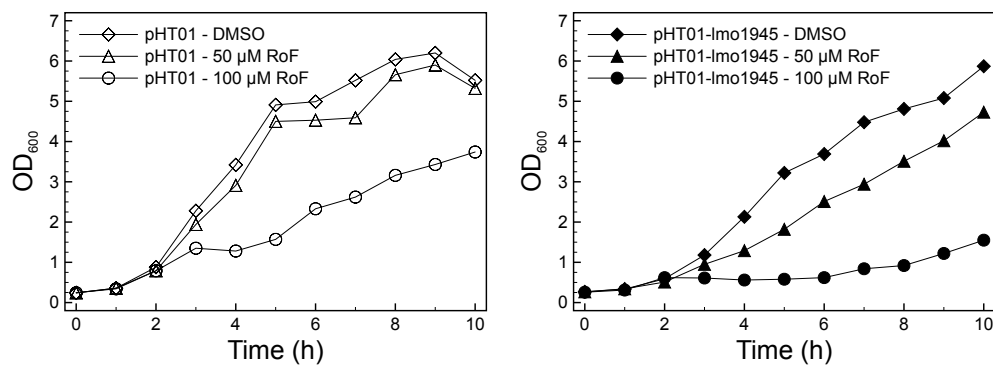 pHT01 - DMSO
pHT01 - 50 µM RoF
pHT01 - 100 µM RoF
7
6
5
4
3
2
1
0
OD600
0 2 4 6 8 10
Time (h)
pHT01-lmo1945 - DMSO
pHT01-lmo1945 - 50 µM RoF
pHT01-lmo1945 - 100 µM RoF
7
6
5
4
3
2
1
0
OD600
0 2 4 6 8 10
Time (h)